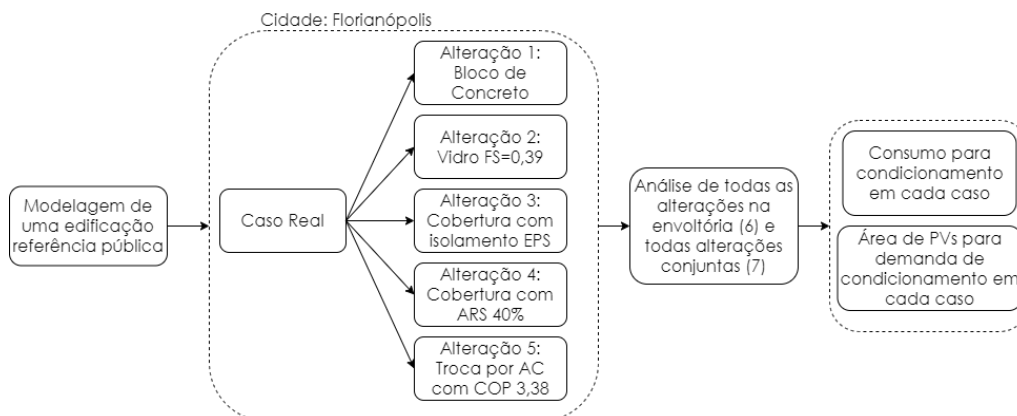 Cidade: Florianópolis
Modelagem de
uma edificação
referência pública
Caso Real
Alteração 1:
Bloco de
Concreto
Alteração 2:
Vidro FS=0,39
Alteração 3:
Cobertura com
isolamento EPS
Alteração 4:
Cobertura com
ARS 40%
Alteração 5:
Troca por AC
com COP 3,38
Análise de todas as
alterações na
envoltória (6) e
todas alterações
conjuntas (7)
Consumo para
condicionamento
em cada caso
Área de PVs para
demanda de
condicionamento em
cada caso